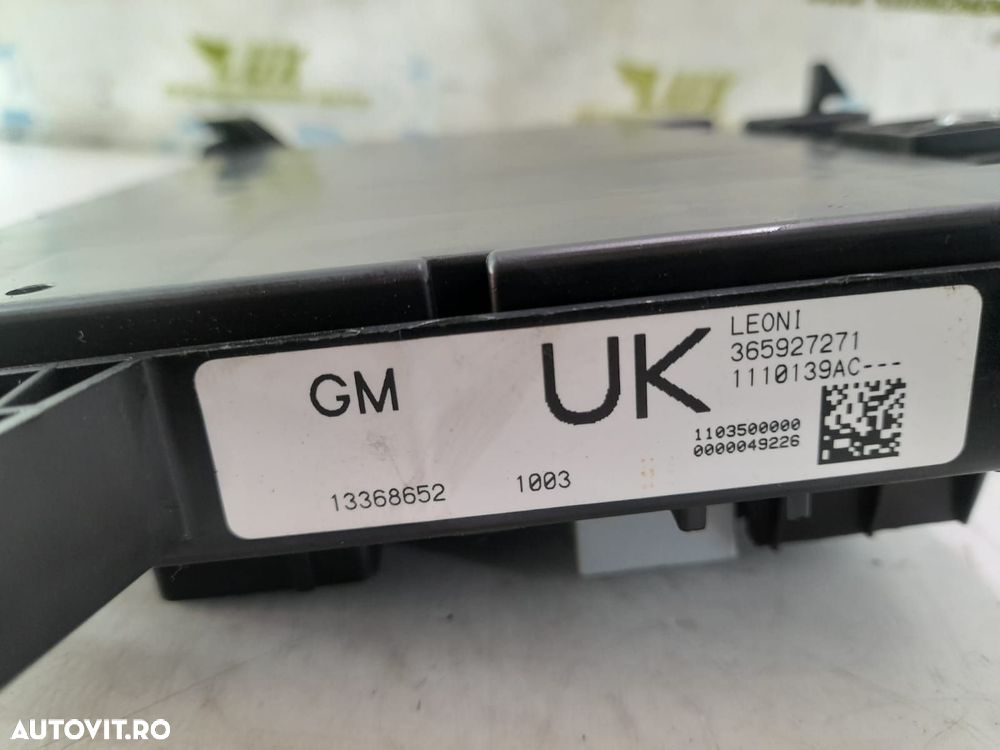 GM
UK
LEONI
365927271
1110139AC---
1103500000
0000049226
13368652
1003
AUTOVIT.RO